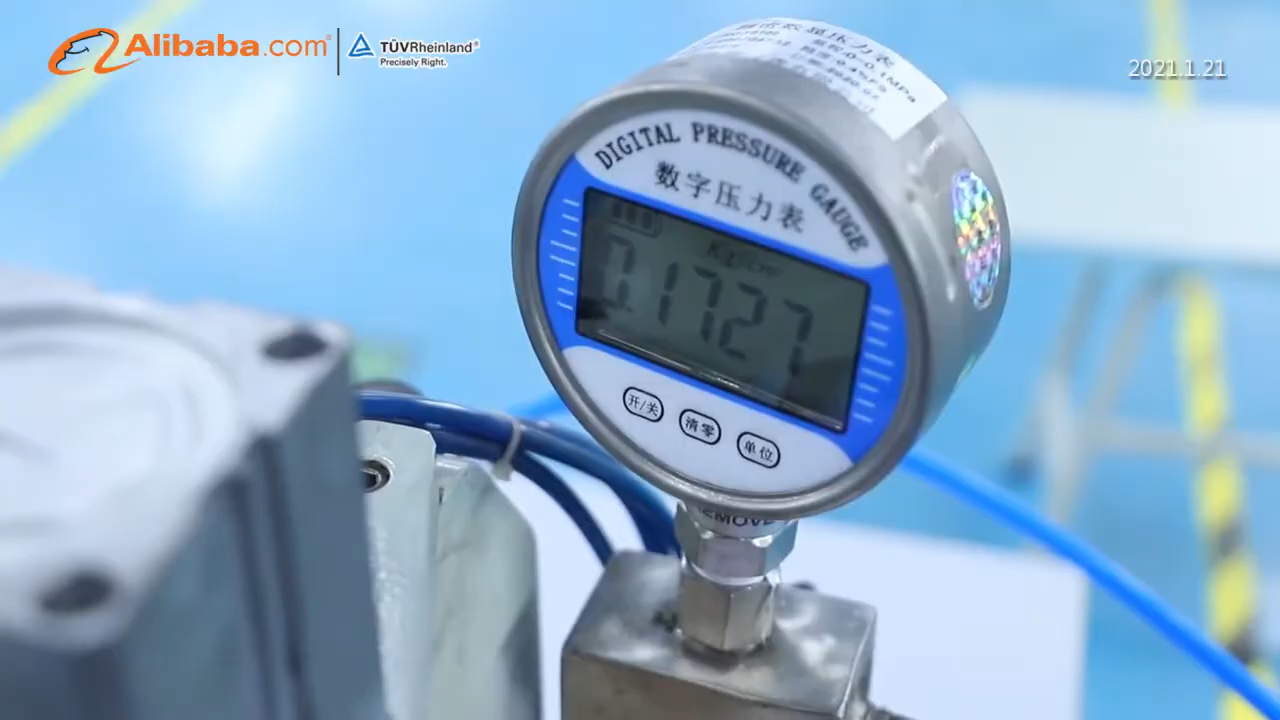 Alibaba.com
TÜVRheinland®
Precisely Right.
2021.1.21
DIGITAL PRESSURE GAUGE
数字压力表
0.1727
开/关
清零
单位